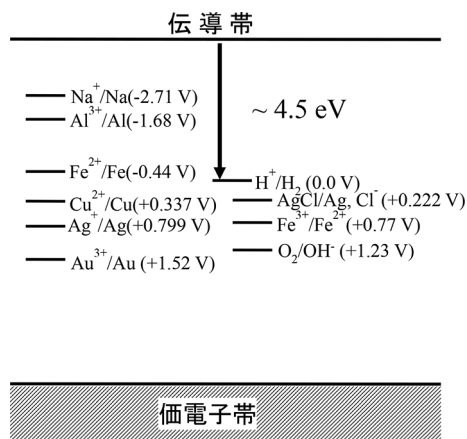 伝導帯
Na⁺/Na(-2.71 V)
Al³⁺/Al(-1.68 V)
~ 4.5 eV
Fe²⁺/Fe(-0.44 V)
H⁺/H₂ (0.0 V)
Cu²⁺/Cu(+0.337 V)
AgCl/Ag, Cl⁻ (+0.222 V)
Ag⁺/Ag(+0.799 V)
Fe³⁺/Fe²⁺(+0.77 V)
Au³⁺/Au (+1.52 V)
O₂/OH⁻ (+1.23 V)
価電子帯